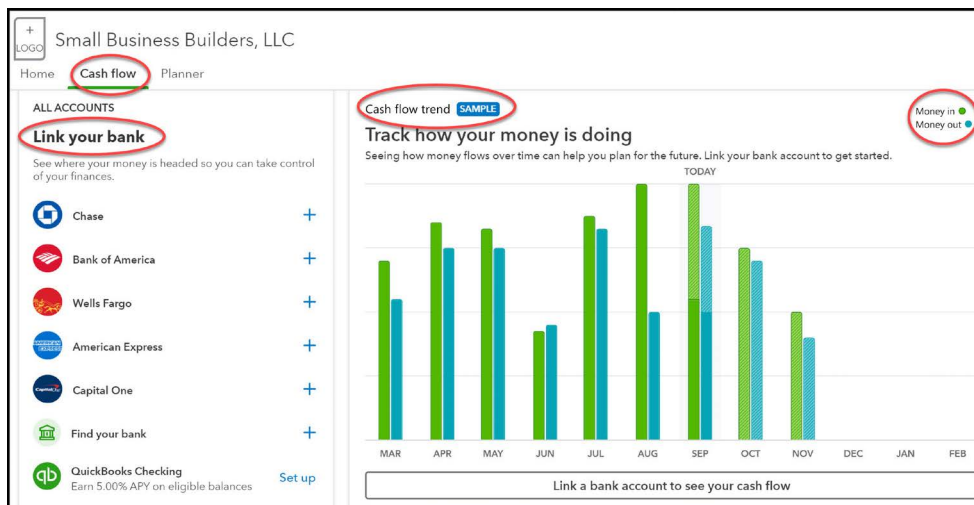 +
LOGO
Small Business Builders, LLC
Home Cash flow Planner
ALL ACCOUNTS
Link your bank
See where your money is headed so you can take control
of your finances.
Chase
Bank of America
Wells Fargo
AMERICAN
EXPRESS
American Express
Capital One
Capital One
Find your bank
qb
QuickBooks Checking
Earn 5.00% APY on eligible balances
Set up
Cash flow trend SAMPLE
Money in
Money out
Track how your money is doing
Seeing how money flows over time can help you plan for the future. Link your bank account to get started.
TODAY
MAR APR MAY JUN JUL AUG SEP OCT NOV DEC JAN FEB
Link a bank account to see your cash flow